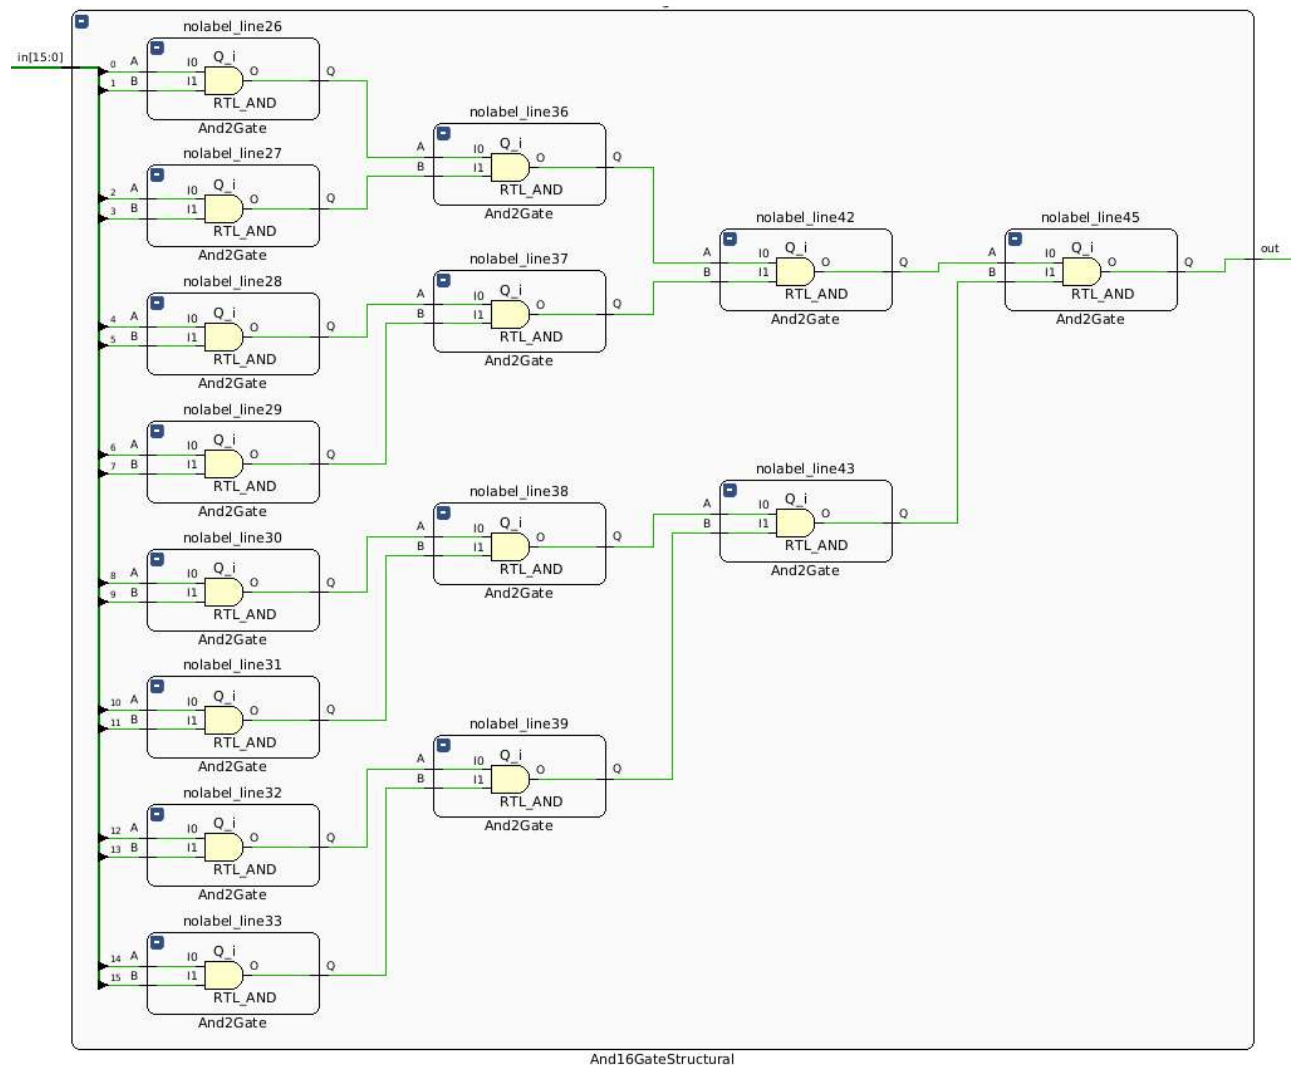 in[15:0]
nolabel_line26
0 A I0 Q_i O Q
1 B I1
RTL_AND
And2Gate
nolabel_line27
2 A I0 Q_i O Q
3 B I1
RTL_AND
And2Gate
nolabel_line28
4 A I0 Q_i O Q
5 B I1
RTL_AND
And2Gate
nolabel_line29
6 A I0 Q_i O Q
7 B I1
RTL_AND
And2Gate
nolabel_line30
8 A I0 Q_i O Q
9 B I1
RTL_AND
And2Gate
nolabel_line31
10 A I0 Q_i O Q
11 B I1
RTL_AND
And2Gate
nolabel_line32
12 A I0 Q_i O Q
13 B I1
RTL_AND
And2Gate
nolabel_line33
14 A I0 Q_i O Q
15 B I1
RTL_AND
And2Gate
nolabel_line36
A I0 Q_i O Q
B I1
RTL_AND
And2Gate
nolabel_line37
A I0 Q_i O Q
B I1
RTL_AND
And2Gate
nolabel_line38
A I0 Q_i O Q
B I1
RTL_AND
And2Gate
nolabel_line39
A I0 Q_i O Q
B I1
RTL_AND
And2Gate
nolabel_line42
A I0 Q_i O Q
B I1
RTL_AND
And2Gate
nolabel_line43
A I0 Q_i O Q
B I1
RTL_AND
And2Gate
nolabel_line45
A I0 Q_i O Q
B I1
RTL_AND
And2Gate
out
And16GateStructural